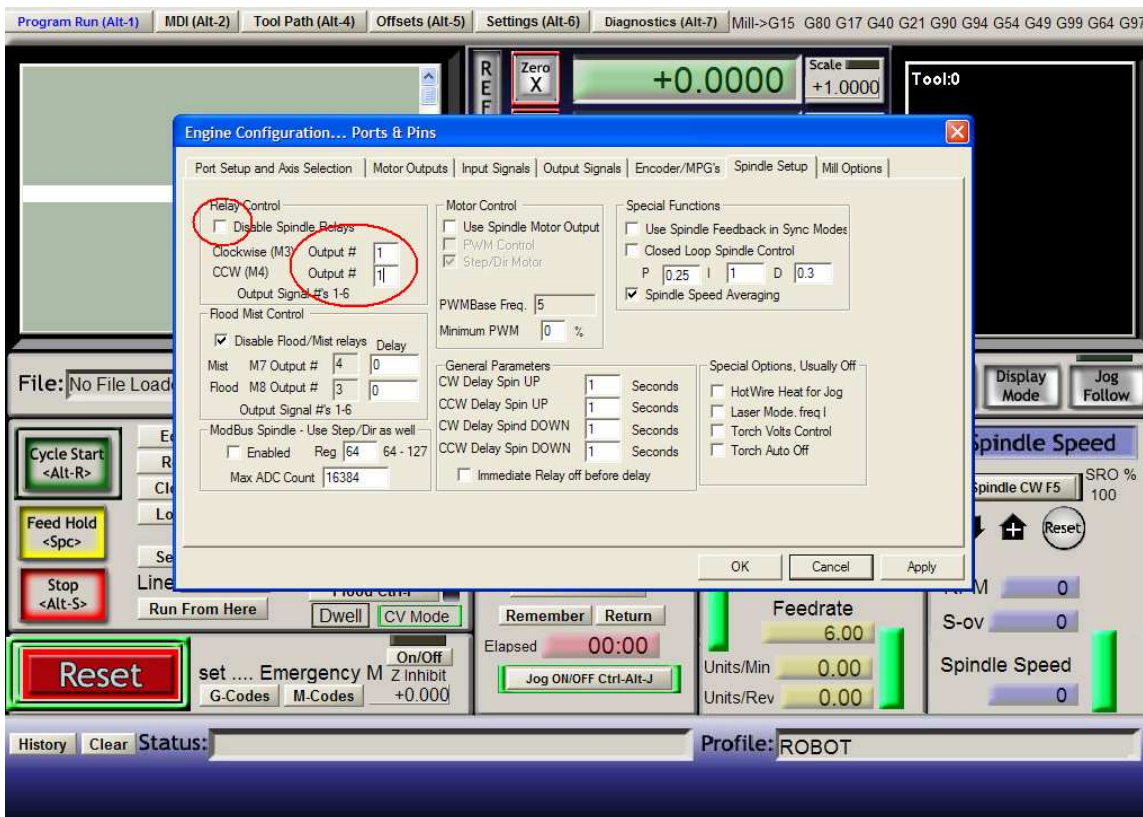 Program Run (Alt-1) MDI (Alt-2) Tool Path (Alt-4) Offsets (Alt-5) Settings (Alt-6) Diagnostics (Alt-7) Mill->G15 G80 G17 G40 G21 G90 G94 G54 G49 G99 G64 G97
REF
Zero X
+0.0000
Scale
+1.0000
Tool:0
Engine Configuration... Ports & Pins
Port Setup and Axis Selection Motor Outputs Input Signals Output Signals Encoder/MPG's Spindle Setup Mill Options
Relay Control
Disable Spindle Relays
Clockwise (M3) Output # 1
CCW (M4) Output # 1
Output Signal #'s 1-6
Flood Mist Control
Disable Flood/Mist relays Delay
Mist M7 Output # 4 0
Flood M8 Output # 3 0
Output Signal #'s 1-6
ModBus Spindle - Use Step/Dir as well
Enabled Reg 64 64 - 127
Max ADC Count 16384
Motor Control
Use Spindle Motor Output
PWM Control
Step/Dir Motor
PWMBase Freq. 5
Minimum PWM 0 %
General Parameters
CW Delay Spin UP 1 Seconds
CCW Delay Spin UP 1 Seconds
CW Delay Spind DOWN 1 Seconds
CCW Delay Spin DOWN 1 Seconds
Immediate Relay off before delay
Special Functions
Use Spindle Feedback in Sync Modes
Closed Loop Spindle Control
P 0.25 I 1 D 0.3
Spindle Speed Averaging
Special Options, Usually Off
HotWire Heat for Jog
Laser Mode. freq I
Torch Volts Control
Torch Auto Off
OK Cancel Apply
File: No File Load
Display Mode
Jog Follow
Cycle Start
<Alt-R>
Feed Hold
<Spc>
Stop
<Alt-S>
Line
Run From Here
Dwell CV Mode
Spindle Speed
Spindle CW F5
SRO %
100
Reset
0
S-ov 0
Spindle Speed
0
Remember Return
Elapsed 00:00
Jog ON/OFF Ctrl-Alt-J
Feedrate
6.00
Units/Min 0.00
Units/Rev 0.00
Reset
set .... Emergency M
On/Off
Z Inhibit
+0.000
G-Codes M-Codes
History Clear Status:
Profile: ROBOT